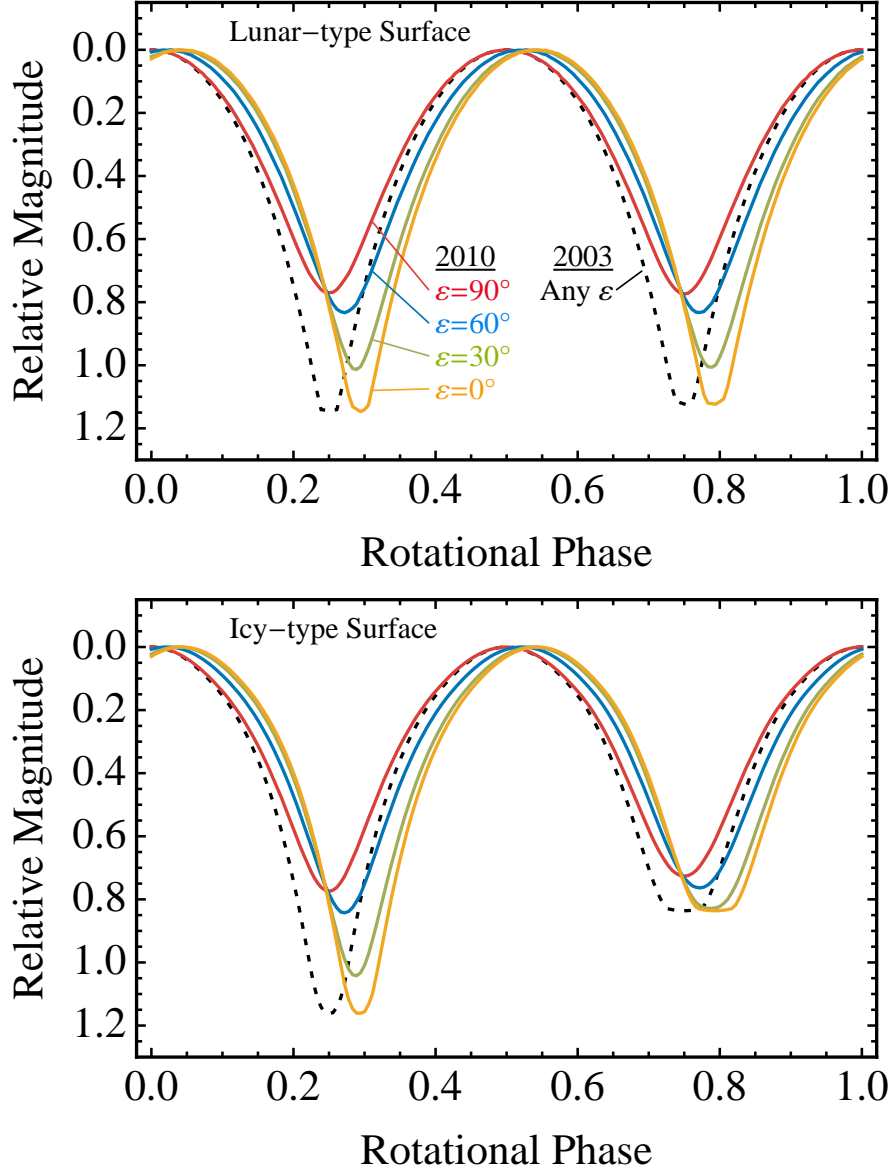 Lunar−type Surface
0.0
0.2
0.4
0.6
0.8
1.0
1.2
Relative Magnitude
2010
ε=90°
ε=60°
ε=30°
ε=0°
2003
Any ε
0.0 0.2 0.4 0.6 0.8 1.0
Rotational Phase
Icy−type Surface
0.0
0.2
0.4
0.6
0.8
1.0
1.2
Relative Magnitude
0.0 0.2 0.4 0.6 0.8 1.0
Rotational Phase